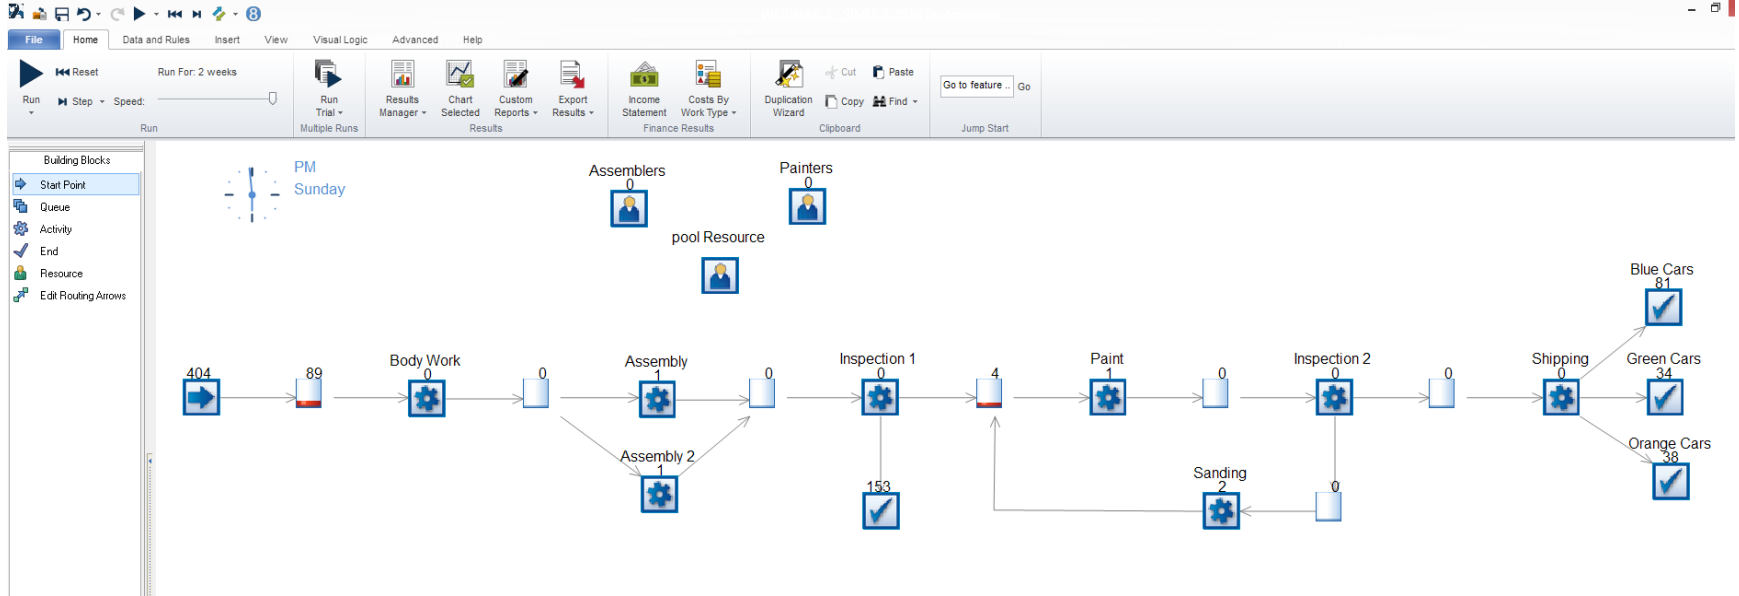 File Home Data and Rules Insert View Visual Logic Advanced Help
Reset Run For: 2 weeks Cut Paste
Go to feature .. Go
Run Step Speed: Run Trial Results Manager Chart Selected Custom Reports Export Results Income Statement Costs By Work Type Duplication Wizard Copy Find
Run Multiple Runs Results Finance Results Clipboard Jump Start
Building Blocks
Start Point
Queue
Activity
End
Resource
Edit Routing Arrows
PM
Sunday
Assemblers
0
Painters
0
pool Resource
Blue Cars
81
404
89
Body Work
0
0
Assembly
1
0
Inspection 1
0
4
Paint
1
0
Inspection 2
0
0
Shipping
0
Green Cars
34
Orange Cars
38
Assembly 2
1
153
Sanding
2
0